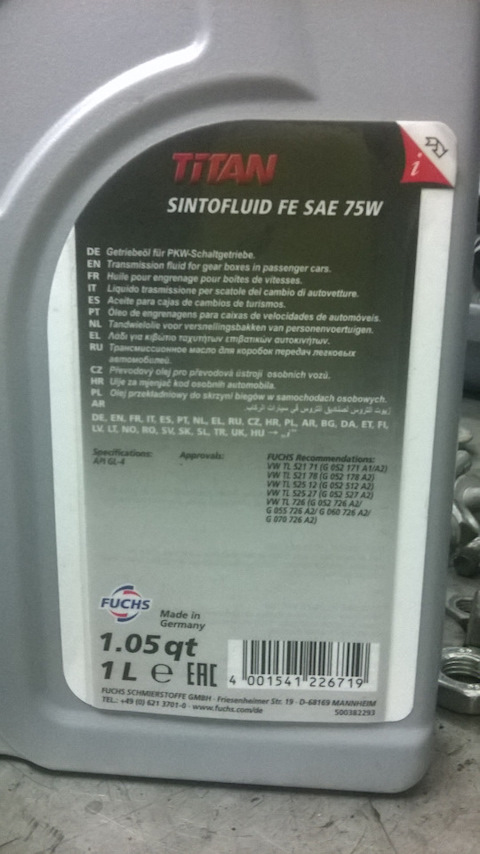 TITAN
SINTOFLUID FE SAE 75W
i
DE Getriebeöl für PKW-Schaltgetriebe.
EN Transmission fluid for gear boxes in passenger cars.
FR Huile pour engrenage pour boîtes de vitesses.
IT Liquido trasmissione per scatole del cambio di autovetture.
ES Aceite para cajas de cambios de turismos.
PT Óleo de engrenagens para caixas de velocidades de automóveis.
NL Tandwielolie voor versnellingsbakken van personenvoertuigen.
EL Λάδι για κιβώτιο ταχυτήτων επιβατικών αυτοκινήτων.
RU Трансмиссионное масло для коробок передач легковых
автомобилей.
CZ Převodový olej pro převodová ústrojí osobních vozů.
HR Ulje za mjenjač kod osobnih automobila.
PL Olej przekładniowy do skrzyni biegów w samochodach osobowych.
AR زيوت التروس لصناديق التروس في سيارات الركاب.
DE, EN, FR, IT, ES, PT, NL, EL, RU, CZ, HR, PL, AR, BG, DA, ET, FI,
LV, LT, NO, RO, SV, SK, SL, TR, UK, HU → „i"
Specifications:
API GL-4
Approvals:
FUCHS Recommendations:
VW TL 521 71 (G 052 171 A1/A2)
VW TL 521 78 (G 052 178 A2)
VW TL 525 12 (G 052 512 A2)
VW TL 525 27 (G 052 527 A2)
VW TL 726 (G 052 726 A2/
G 055 726 A2/ G 060 726 A2/
G 070 726 A2)
FUCHS
Made in
Germany
1.05 qt
1 L e EAC
4 001541 226719
FUCHS SCHMIERSTOFFE GMBH · Friesenheimer Str. 19 · D-68169 MANNHEIM
TEL.: +49 (0) 621 3701-0 · www.fuchs.com/de
500382293